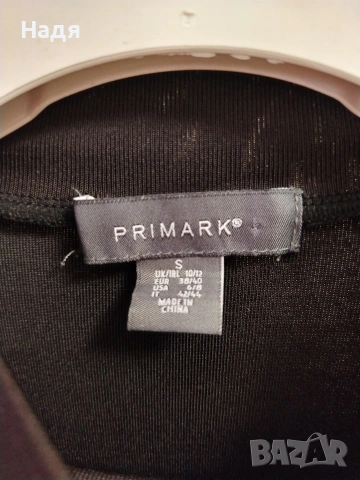 Надя
PRIMARK®
S
UK/IRL 10/12
EUR 38/40
USA 6/8
IT 42/44
MADE IN
CHINA
BAZAR